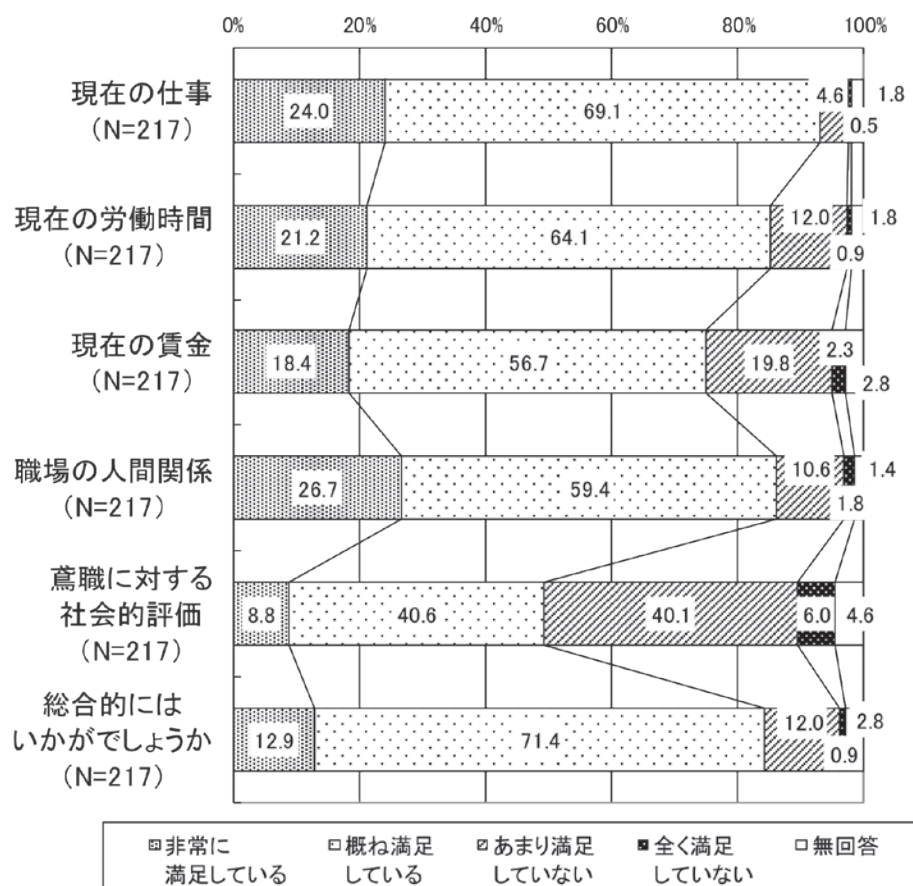 0% 20% 40% 60% 80% 100%
現在の仕事
(N=217)
24.0 69.1 4.6 0.5 1.8
現在の労働時間
(N=217)
21.2 64.1 12.0 0.9 1.8
現在の賃金
(N=217)
18.4 56.7 19.8 2.3 2.8
職場の人間関係
(N=217)
26.7 59.4 10.6 1.8 1.4
鳶職に対する
社会的評価
(N=217)
8.8 40.6 40.1 6.0 4.6
総合的には
いかがでしょうか
(N=217)
12.9 71.4 12.0 0.9 2.8
非常に
満足している
概ね満足
している
あまり満足
していない
全く満足
していない
無回答